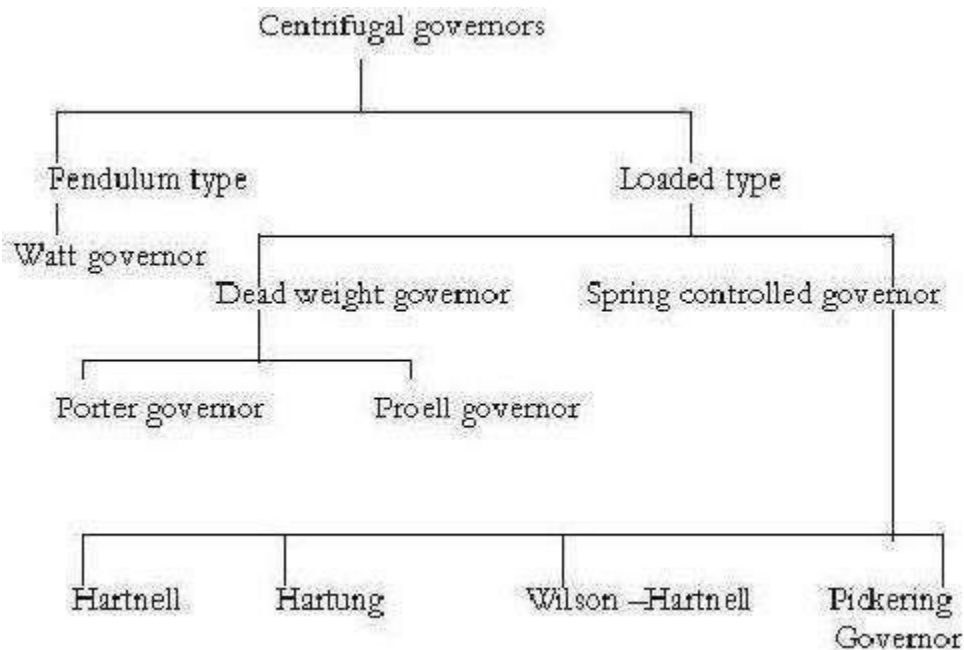 Centrifugal governors
Pendulum type
Loaded type
Watt governor
Dead weight governor
Spring controlled governor
Porter governor
Proell governor
Hartnell
Hartung
Wilson –Hartnell
Pickering
Governor